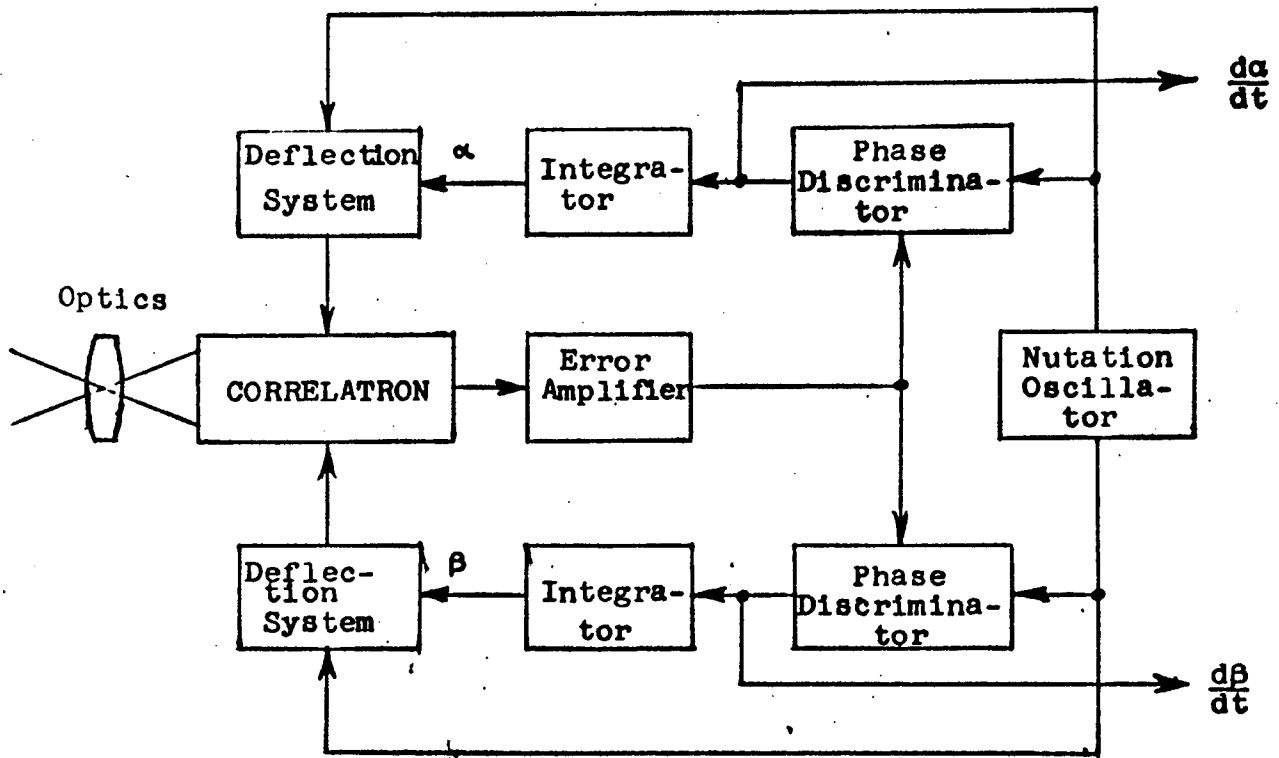 dα
dt
Deflection
System
α
Integra-
tor
Phase
Discrimina-
tor
Optics
CORRELATRON
Error
Amplifier
Nutation
Oscilla-
tor
Deflec-
tion
System
β
Integra-
tor
Phase
Discrimina-
tor
dβ
dt